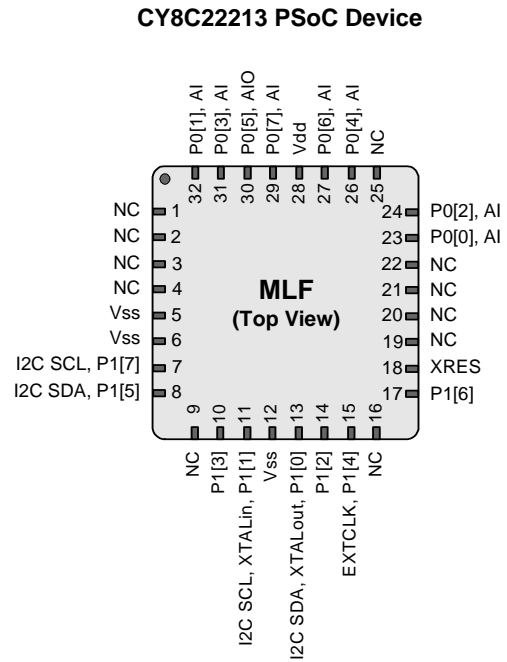 CY8C22213 PSoC Device
P0[1], AI
P0[3], AI
P0[5], AIO
P0[7], AI
Vdd
P0[6], AI
P0[4], AI
NC
32
31
30
29
28
27
26
25
NC 1
NC 2
NC 3
NC 4
Vss 5
Vss 6
I2C SCL, P1[7] 7
I2C SDA, P1[5] 8
MLF
(Top View)
24 P0[2], AI
23 P0[0], AI
22 NC
21 NC
20 NC
19 NC
18 XRES
17 P1[6]
9
10
11
12
13
14
15
16
NC
P1[3]
I2C SCL, XTALin, P1[1]
Vss
I2C SDA, XTALout, P1[0]
P1[2]
EXTCLK, P1[4]
NC